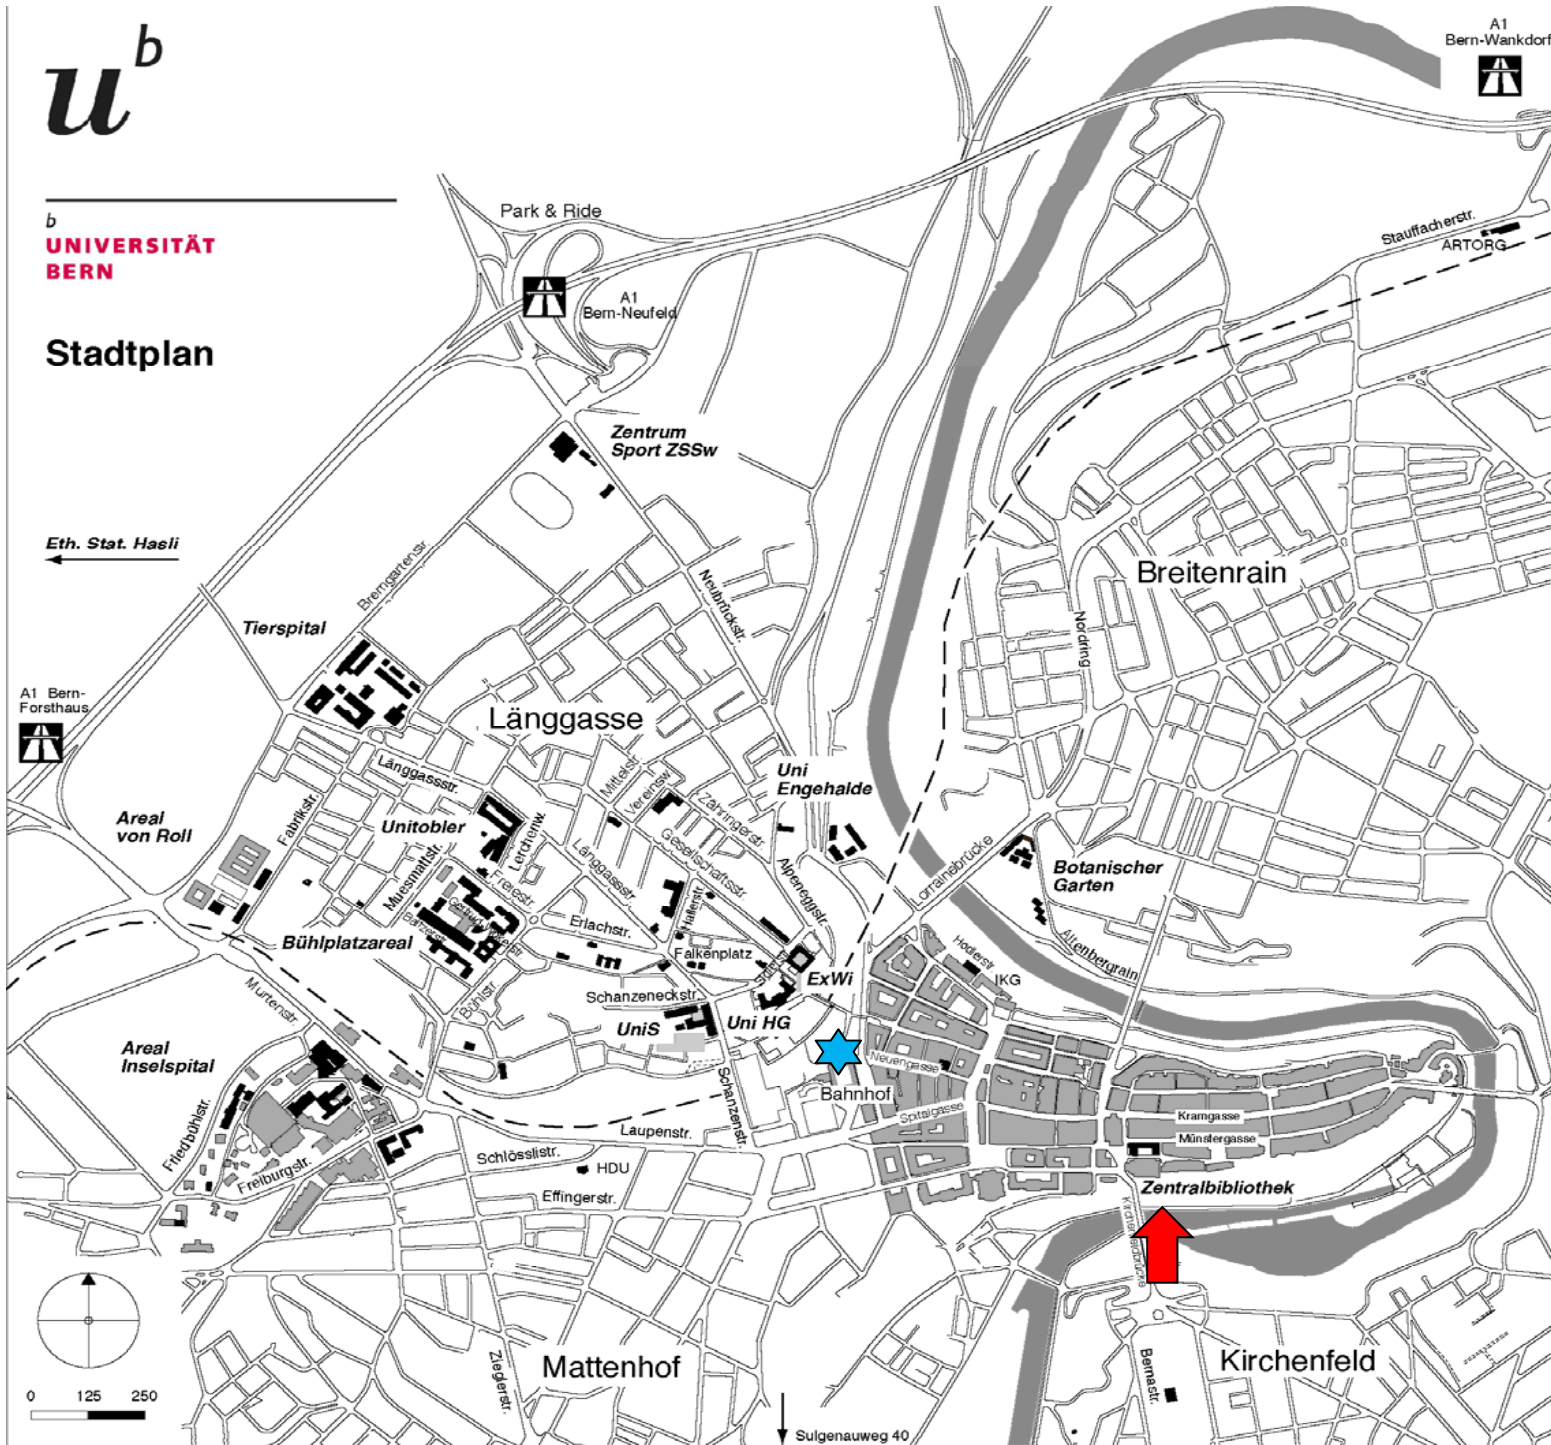 u
b
b
UNIVERSITÄT
BERN
Stadtplan
A1
Bern-Wankdorf
Park & Ride
A1
Bern-Neufeld
Stauffacherstr.
ARTORG
Zentrum
Sport ZSSw
Eth. Stat. Hasli
Bremgartenstr
Neubrückstr.
Breitenrain
Tierspital
Nordring
A1 Bern-
Forsthaus
Länggasse
Länggassstr.
Mittelstr
Vereinsw.
Zähringerstr
Uni
Engehalde
Areal
von Roll
Fabrikstr.
Unitobler
Lerchenw.
Muesmattstr.
Freiestr.
Länggassstr.
Gesellschaftsstr.
Alpeneggstr.
Lorrainebrücke
Botanischer
Garten
Bühlplatzareal
Baltzerstr.
Erlachstr.
Hallerstr.
Falkenplatz
Sidlerstr.
ExWi
Hodlerstr
IKG
Altenbergrain
Murtenstr.
Bühlstr
Schanzeneckstr.
UniS
Uni HG
Areal
Inselspital
Neuengasse
Bahnhof
Spitalgasse
Kramgasse
Münstergasse
Friedbühlstr.
Freiburgstr.
Laupenstr.
Schanzenstr.
Schlösslistr.
HDU
Effingerstr.
Zentralbibliothek
Kirchenfeldbrücke
Zieglerstr.
Mattenhof
Bernastr.
Kirchenfeld
0 125 250
Sulgenauweg 40